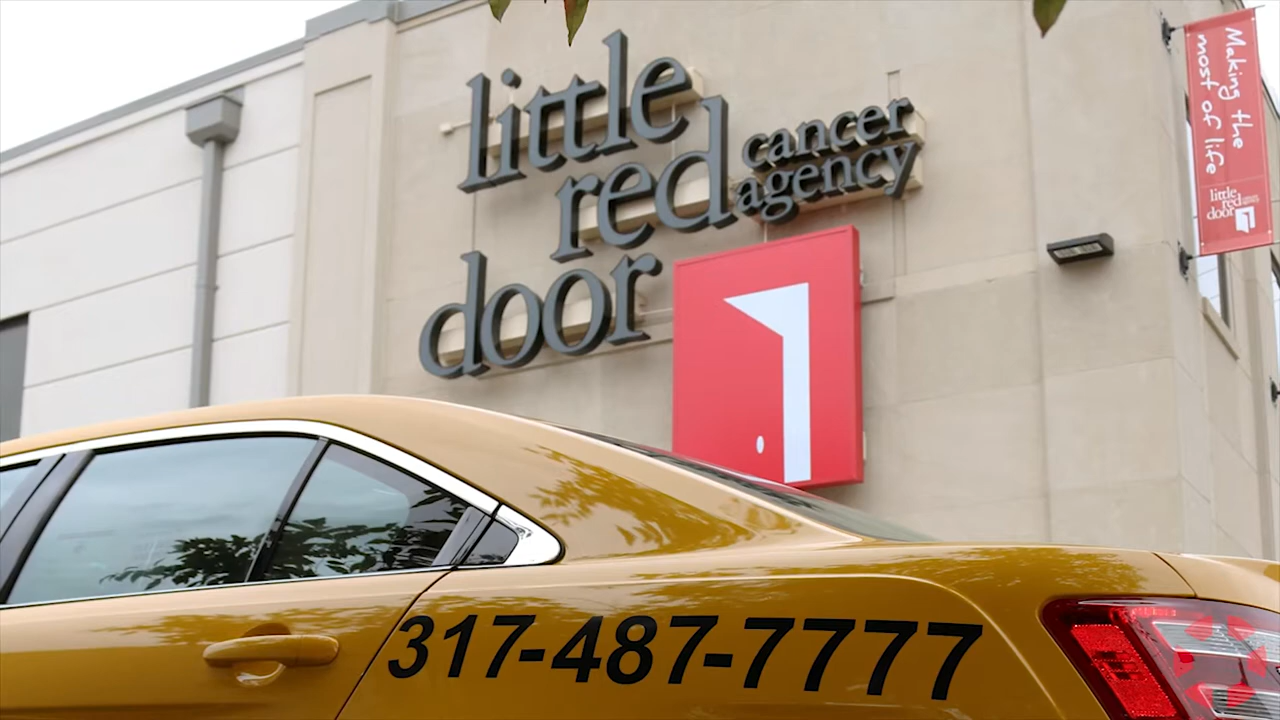 little
red
cancer
agency
door
Making the
most of life
little
red
door
317-487-7777